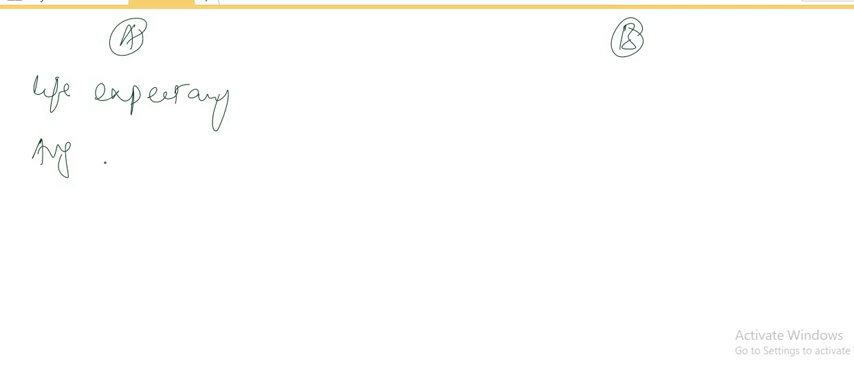 A B
life expectancy
Avg .
Activate Windows
Go to Settings to activate